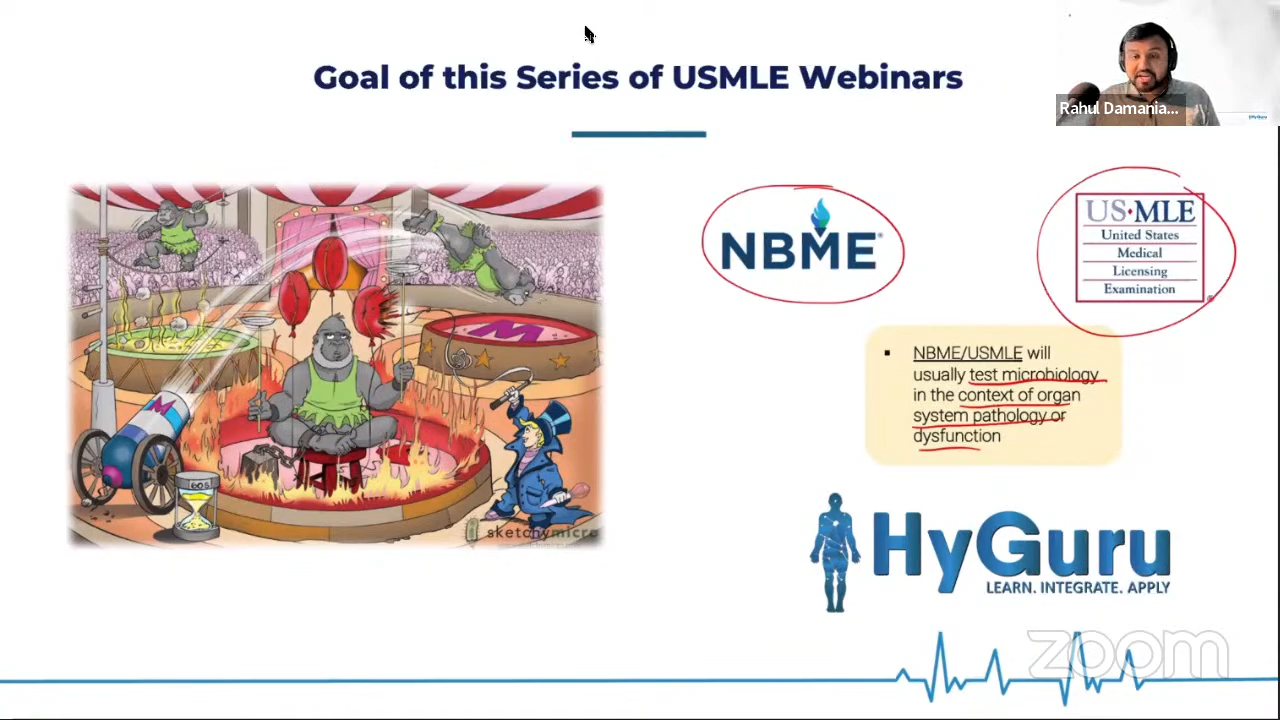 Goal of this Series of USMLE Webinars
Rahul Damania...
HyGuru
NBME®
US·MLE
United States
Medical
Licensing
Examination
®
M
M
60S
sketchymicro
▪ NBME/USMLE will
usually test microbiology
in the context of organ
system pathology or
dysfunction
HyGuru
LEARN. INTEGRATE. APPLY
zoom